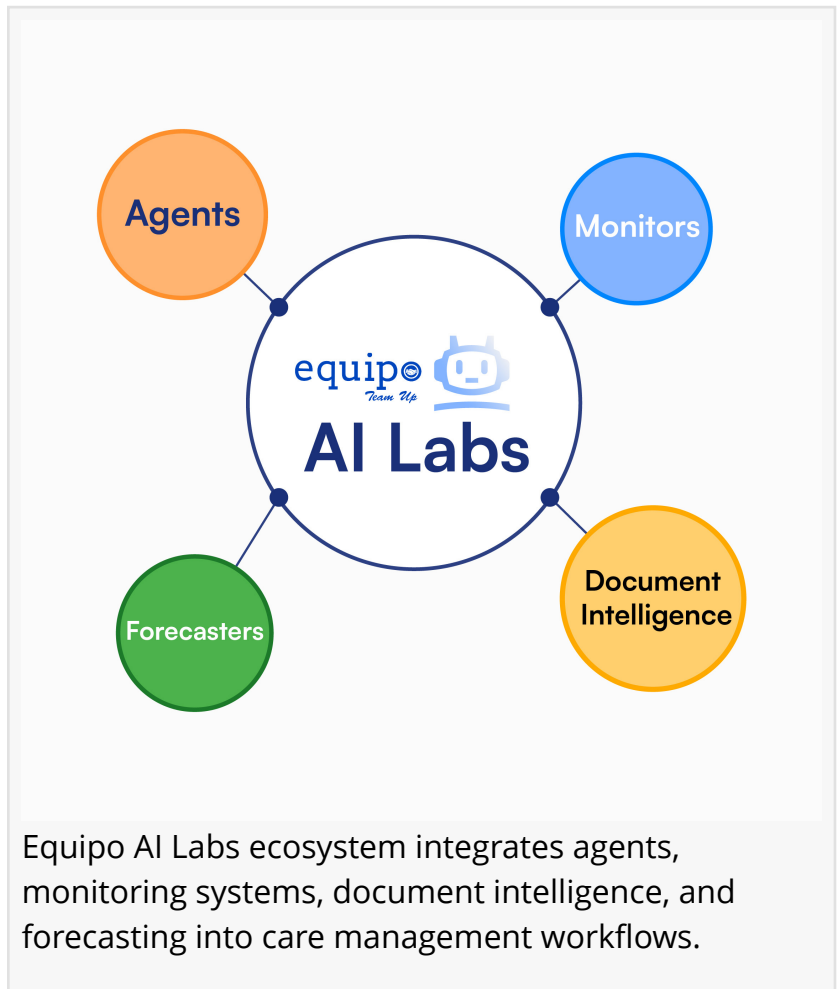 Agents
Monitors
equipo
Team Up
AI Labs
Forecasters
Document
Intelligence
Equipo AI Labs ecosystem integrates agents,
monitoring systems, document intelligence, and
forecasting into care management workflows.